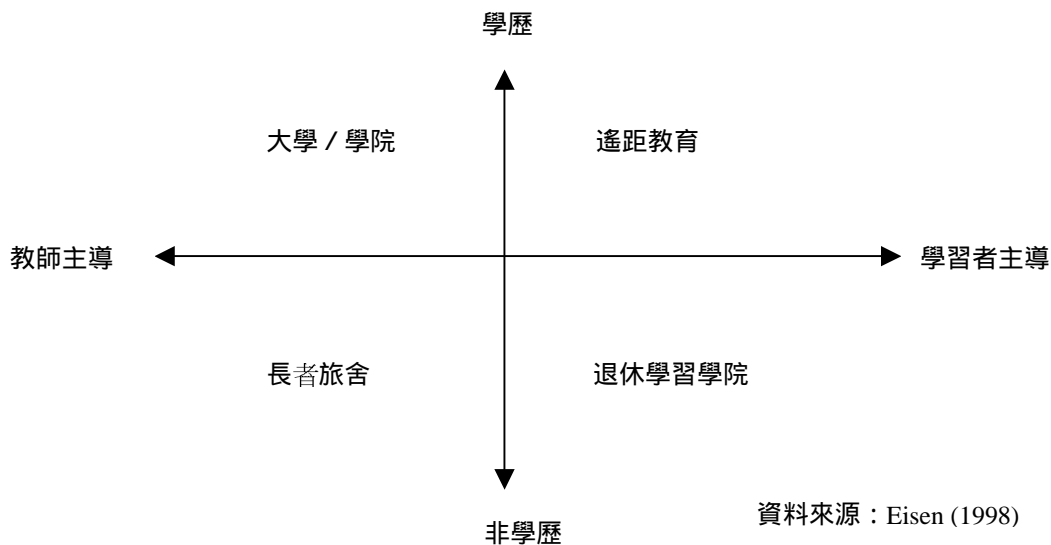 學歷
大學 / 學院
遙距教育
教師主導
學習者主導
長者旅舍
退休學習學院
資料來源：Eisen (1998)
非學歷